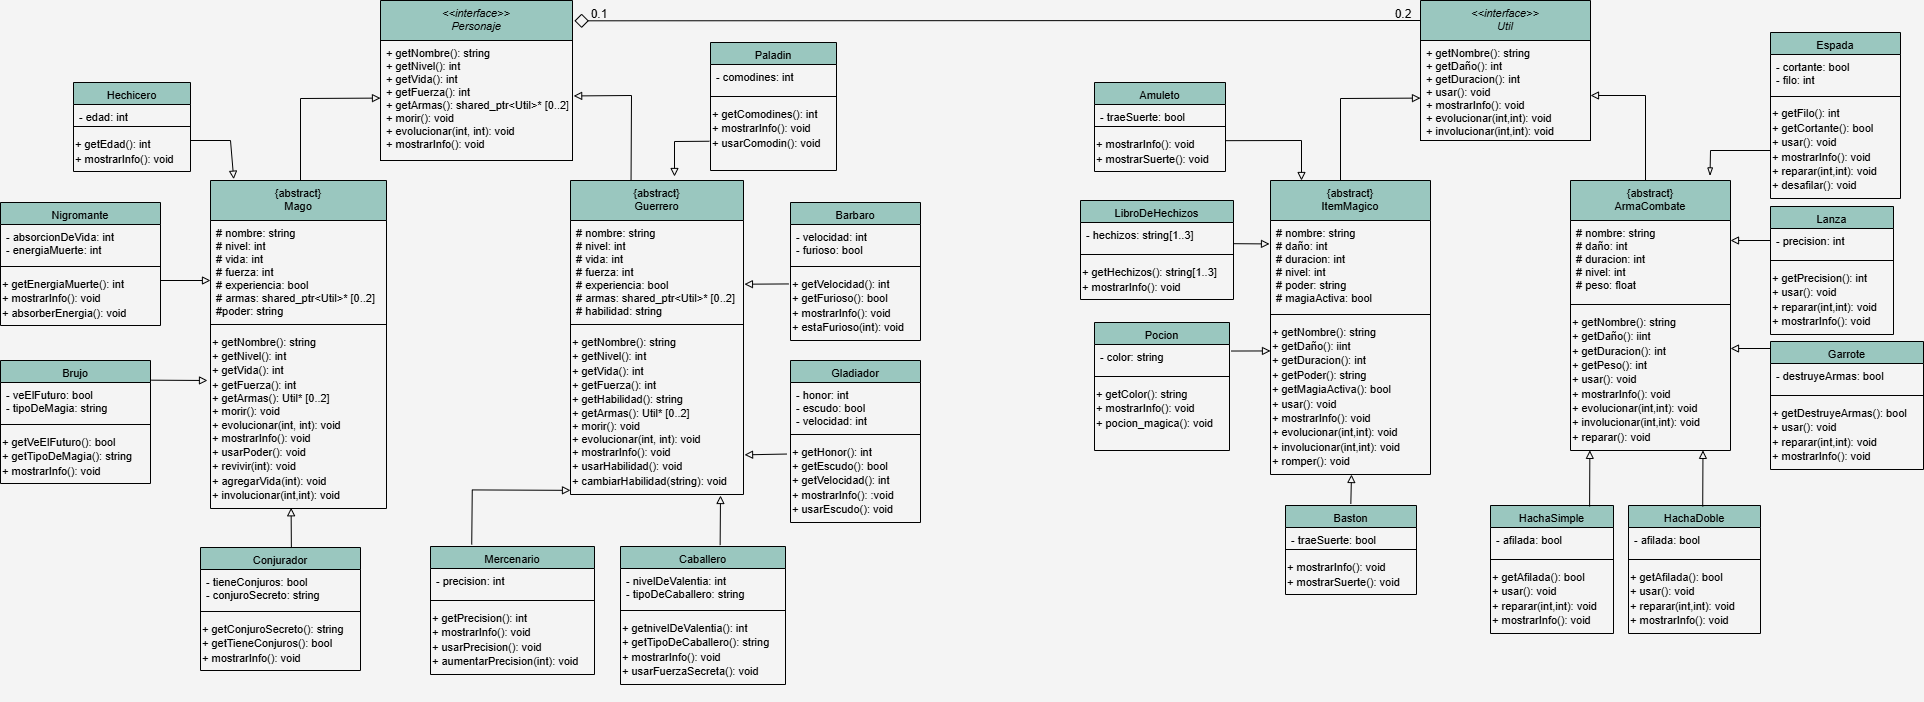 <<interface>>
Personaje
+ getNombre(): string
+ getNivel(): int
+ getVida(): int
+ getFuerza(): int
+ getArmas(): shared_ptr<Util>* [0..2]
+ morir(): void
+ evolucionar(int, int): void
+ mostrarInfo(): void
0.1
0.2
<<interface>>
Util
+ getNombre(): string
+ getDaño(): int
+ getDuracion(): int
+ usar(): void
+ mostrarInfo(): void
+ evolucionar(int,int): void
+ involucionar(int,int): void
Hechicero
- edad: int
+ getEdad(): int
+ mostrarInfo(): void
Paladin
- comodines: int
+ getComodines(): int
+ mostrarInfo(): void
+ usarComodin(): void
Amuleto
- traeSuerte: bool
+ mostrarInfo(): void
+ mostrarSuerte(): void
Espada
- cortante: bool
- filo: int
+ getFilo(): int
+ getCortante(): bool
+ usar(): void
+ mostrarInfo(): void
+ reparar(int,int): void
+ desafilar(): void
Nigromante
- absorcionDeVida: int
- energiaMuerte: int
+ getEnergiaMuerte(): int
+ mostrarInfo(): void
+ absorberEnergia(): void
{abstract}
Mago
# nombre: string
# nivel: int
# vida: int
# fuerza: int
# experiencia: bool
# armas: shared_ptr<Util>* [0..2]
#poder: string
+ getNombre(): string
+ getNivel(): int
+ getVida(): int
+ getFuerza(): int
+ getArmas(): Util* [0..2]
+ morir(): void
+ evolucionar(int, int): void
+ mostrarInfo(): void
+ usarPoder(): void
+ revivir(int): void
+ agregarVida(int): void
+ involucionar(int,int): void
{abstract}
Guerrero
# nombre: string
# nivel: int
# vida: int
# fuerza: int
# experiencia: bool
# armas: shared_ptr<Util>* [0..2]
# habilidad: string
+ getNombre(): string
+ getNivel(): int
+ getVida(): int
+ getFuerza(): int
+ getHabilidad(): string
+ getArmas(): Util* [0..2]
+ morir(): void
+ evolucionar(int, int): void
+ mostrarInfo(): void
+ usarHabilidad(): void
+ cambiarHabilidad(string): void
Barbaro
- velocidad: int
- furioso: bool
+ getVelocidad(): int
+ getFurioso(): bool
+ mostrarInfo(): void
+ estaFurioso(int): void
LibroDeHechizos
- hechizos: string[1..3]
+ getHechizos(): string[1..3]
+ mostrarInfo(): void
{abstract}
ItemMagico
# nombre: string
# daño: int
# duracion: int
# nivel: int
# poder: string
# magiaActiva: bool
+ getNombre(): string
+ getDaño(): iint
+ getDuracion(): int
+ getPoder(): string
+ getMagiaActiva(): bool
+ usar(): void
+ mostrarInfo(): void
+ evolucionar(int,int): void
+ involucionar(int,int): void
+ romper(): void
{abstract}
ArmaCombate
# nombre: string
# daño: int
# duracion: int
# nivel: int
# peso: float
+ getNombre(): string
+ getDaño(): iint
+ getDuracion(): int
+ getPeso(): int
+ usar(): void
+ mostrarInfo(): void
+ evolucionar(int,int): void
+ involucionar(int,int): void
+ reparar(): void
Lanza
- precision: int
+ getPrecision(): int
+ usar(): void
+ reparar(int,int): void
+ mostrarInfo(): void
Brujo
- veElFuturo: bool
- tipoDeMagia: string
+ getVeElFuturo(): bool
+ getTipoDeMagia(): string
+ mostrarInfo(): void
Gladiador
- honor: int
- escudo: bool
- velocidad: int
+ getHonor(): int
+ getEscudo(): bool
+ getVelocidad(): int
+ mostrarInfo(): :void
+ usarEscudo(): void
Pocion
- color: string
+ getColor(): string
+ mostrarInfo(): void
+ pocion_magica(): void
Garrote
- destruyeArmas: bool
+ getDestruyeArmas(): bool
+ usar(): void
+ reparar(int,int): void
+ mostrarInfo(): void
Conjurador
- tieneConjuros: bool
- conjuroSecreto: string
+ getConjuroSecreto(): string
+ getTieneConjuros(): bool
+ mostrarInfo(): void
Mercenario
- precision: int
+ getPrecision(): int
+ mostrarInfo(): void
+ usarPrecision(): void
+ aumentarPrecision(int): void
Caballero
- nivelDeValentia: int
- tipoDeCaballero: string
+ getnivelDeValentia(): int
+ getTipoDeCaballero(): string
+ mostrarInfo(): void
+ usarFuerzaSecreta(): void
Baston
- traeSuerte: bool
+ mostrarInfo(): void
+ mostrarSuerte(): void
HachaSimple
- afilada: bool
+ getAfilada(): bool
+ usar(): void
+ reparar(int,int): void
+ mostrarInfo(): void
HachaDoble
- afilada: bool
+ getAfilada(): bool
+ usar(): void
+ reparar(int,int): void
+ mostrarInfo(): void